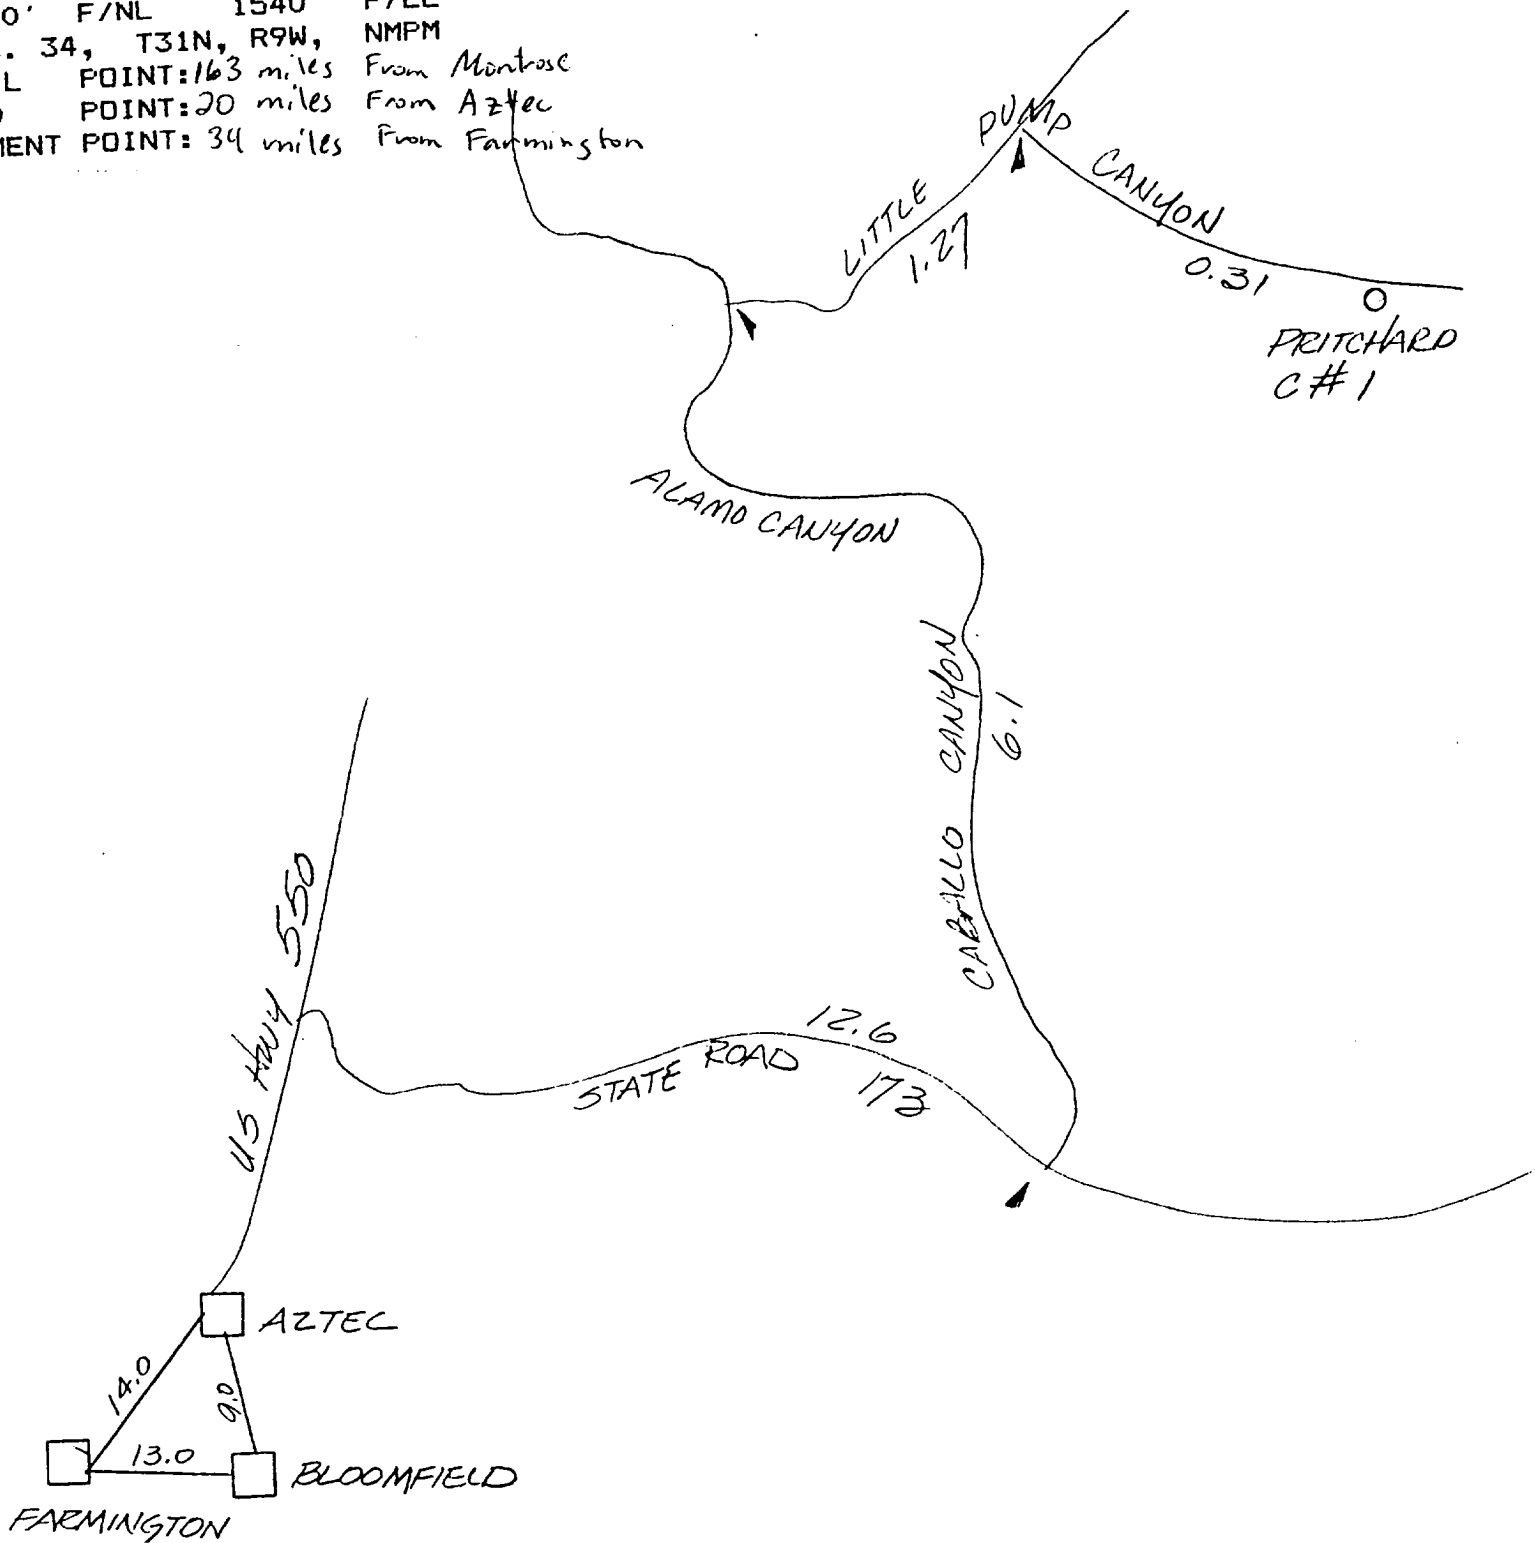 0' F/NL 1540 F/EL
. 34, T31N, R9W, NMPM
L POINT: 163 miles From Montrose
POINT: 20 miles From Aztec
MENT POINT: 34 miles From Farmington
LITTLE PUMP CANYON
1.27
0.31
PRITCHARD
C # 1
ALAMO CANYON
CABALLO CANYON
6.1
US HWY 550
12.6
STATE ROAD 173
AZTEC
14.0
9.0
13.0
BLOOMFIELD
FARMINGTON